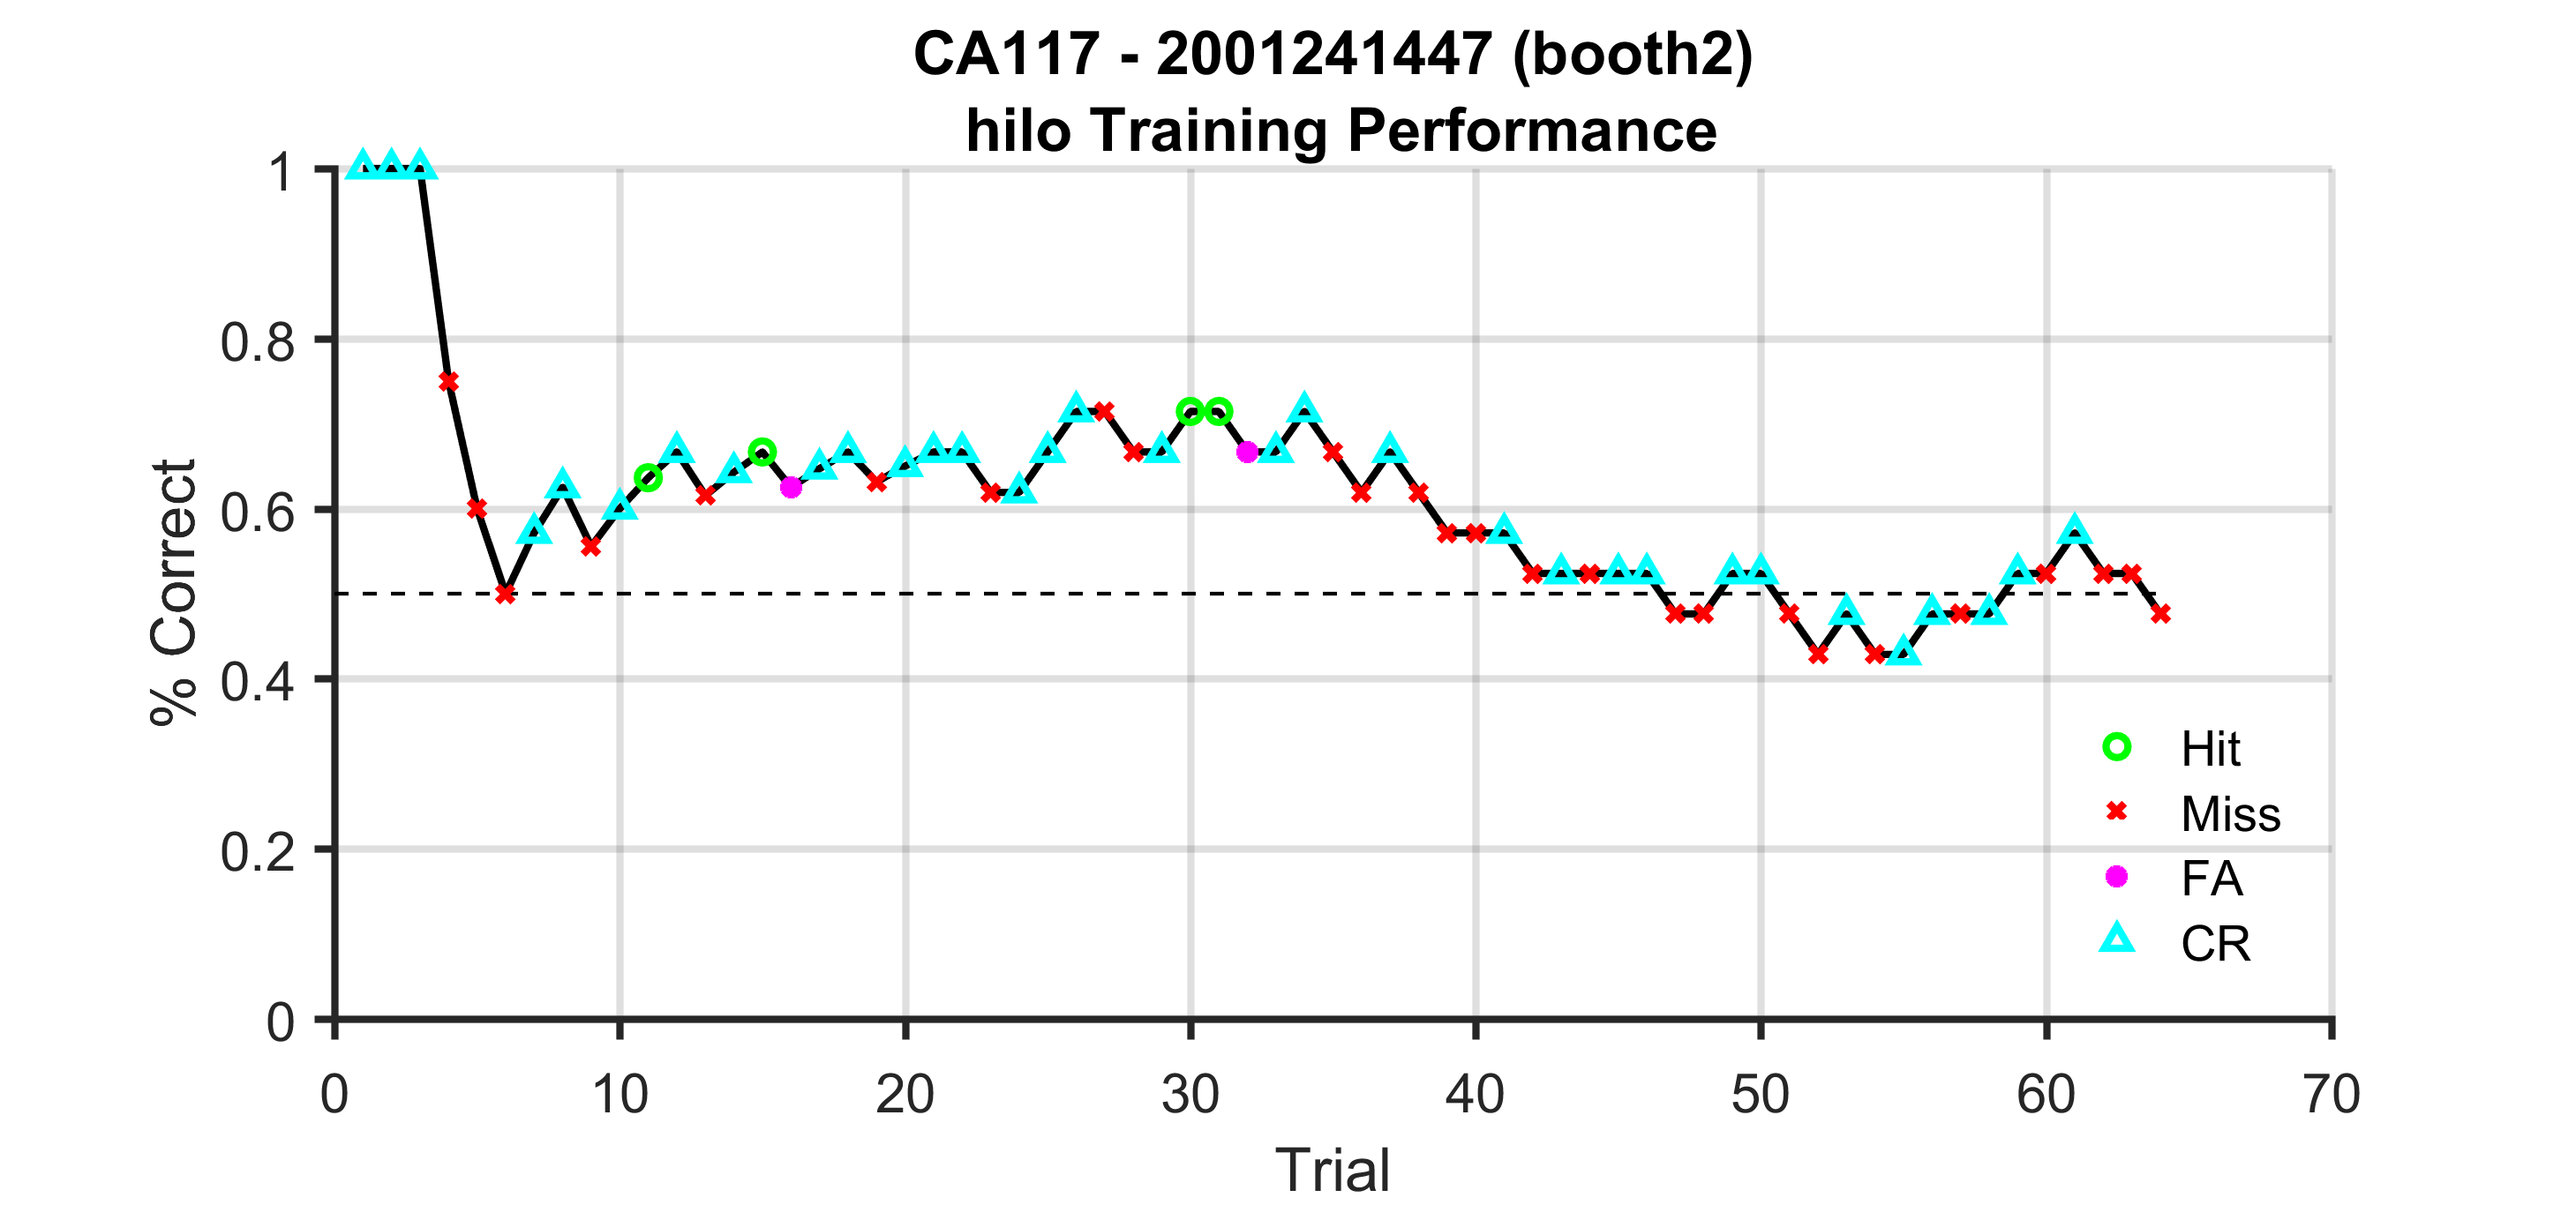 CA117 - 2001241447 (booth2)
hilo Training Performance
1
0.8
0.6
0.4
0.2
0
% Correct
Hit
Miss
FA
CR
0 10 20 30 40 50 60 70
Trial